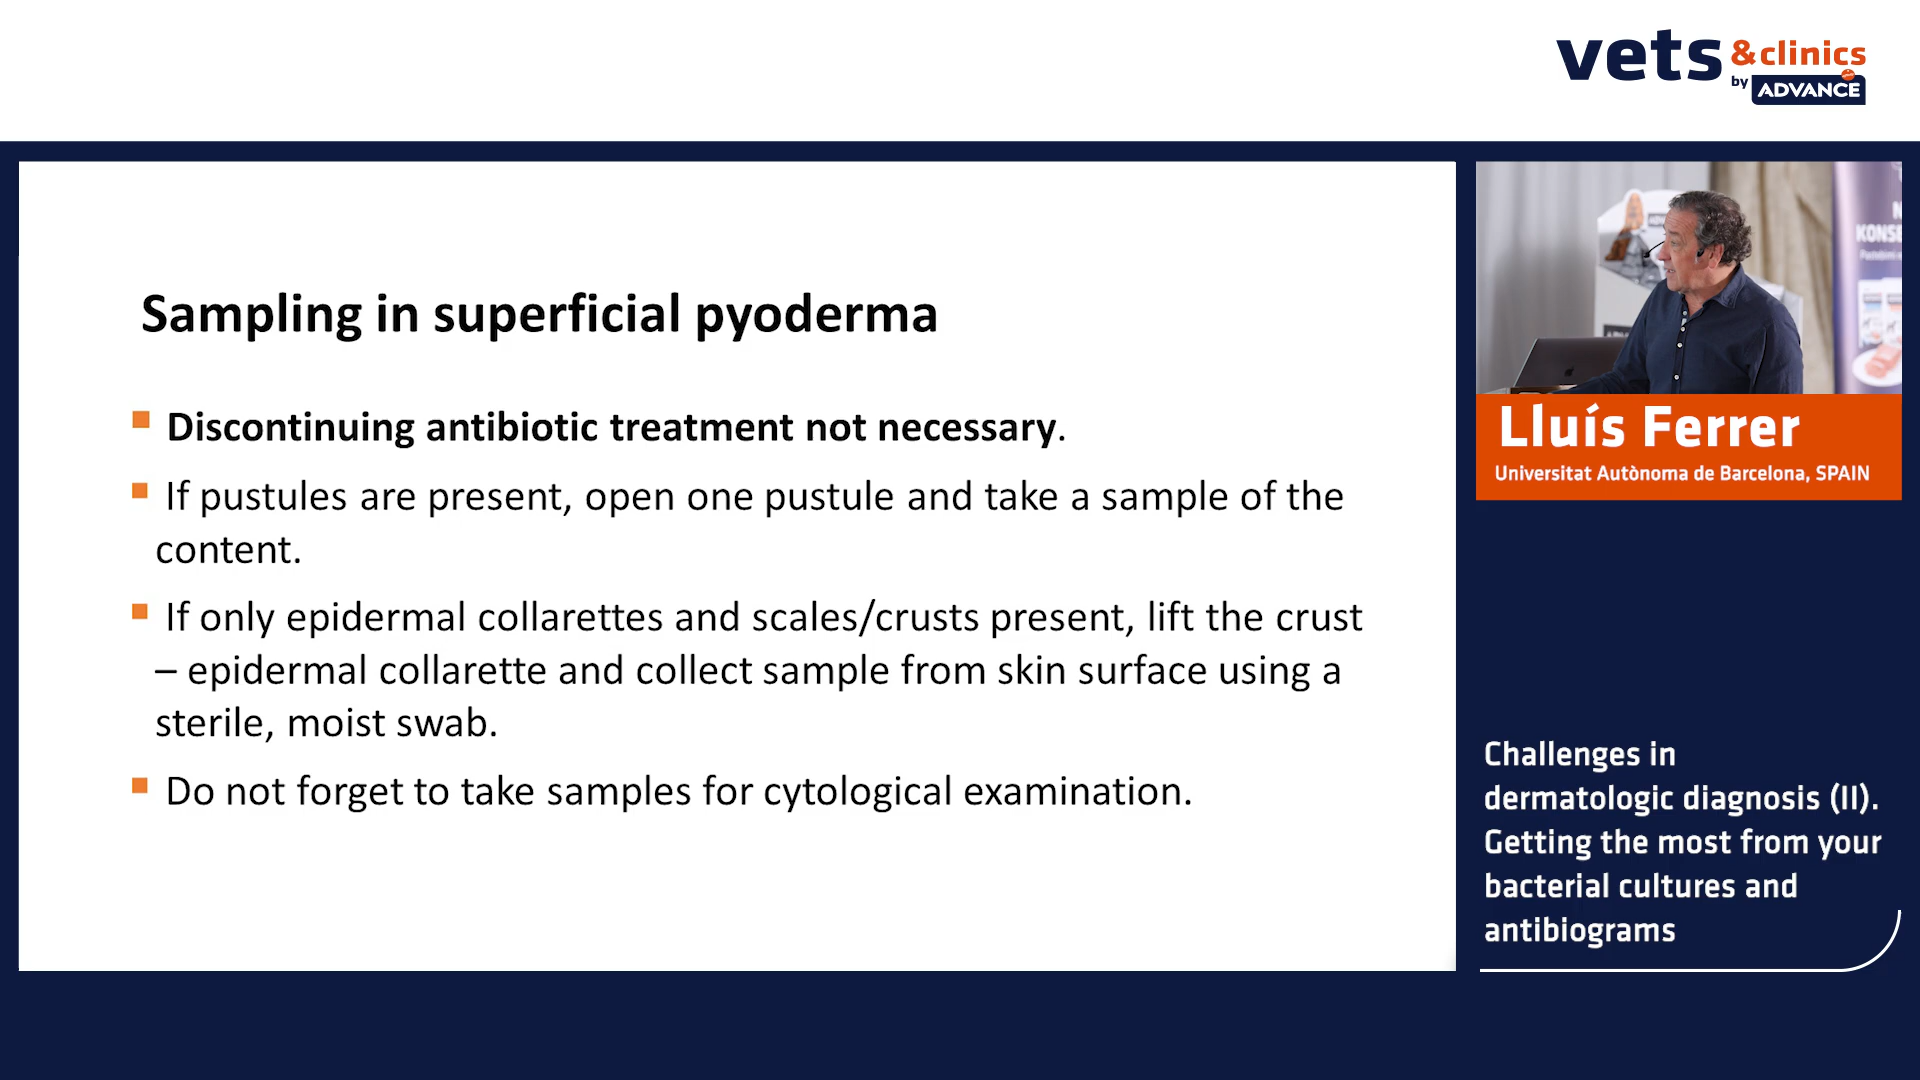 vets &clinics
by ADVANCE
Sampling in superficial pyoderma
Discontinuing antibiotic treatment not necessary.
If pustules are present, open one pustule and take a sample of the
content.
If only epidermal collarettes and scales/crusts present, lift the crust
– epidermal collarette and collect sample from skin surface using a
sterile, moist swab.
Do not forget to take samples for cytological examination.
KONSE
Lluís Ferrer
Universitat Autònoma de Barcelona, SPAIN
Challenges in
dermatologic diagnosis (II).
Getting the most from your
bacterial cultures and
antibiograms